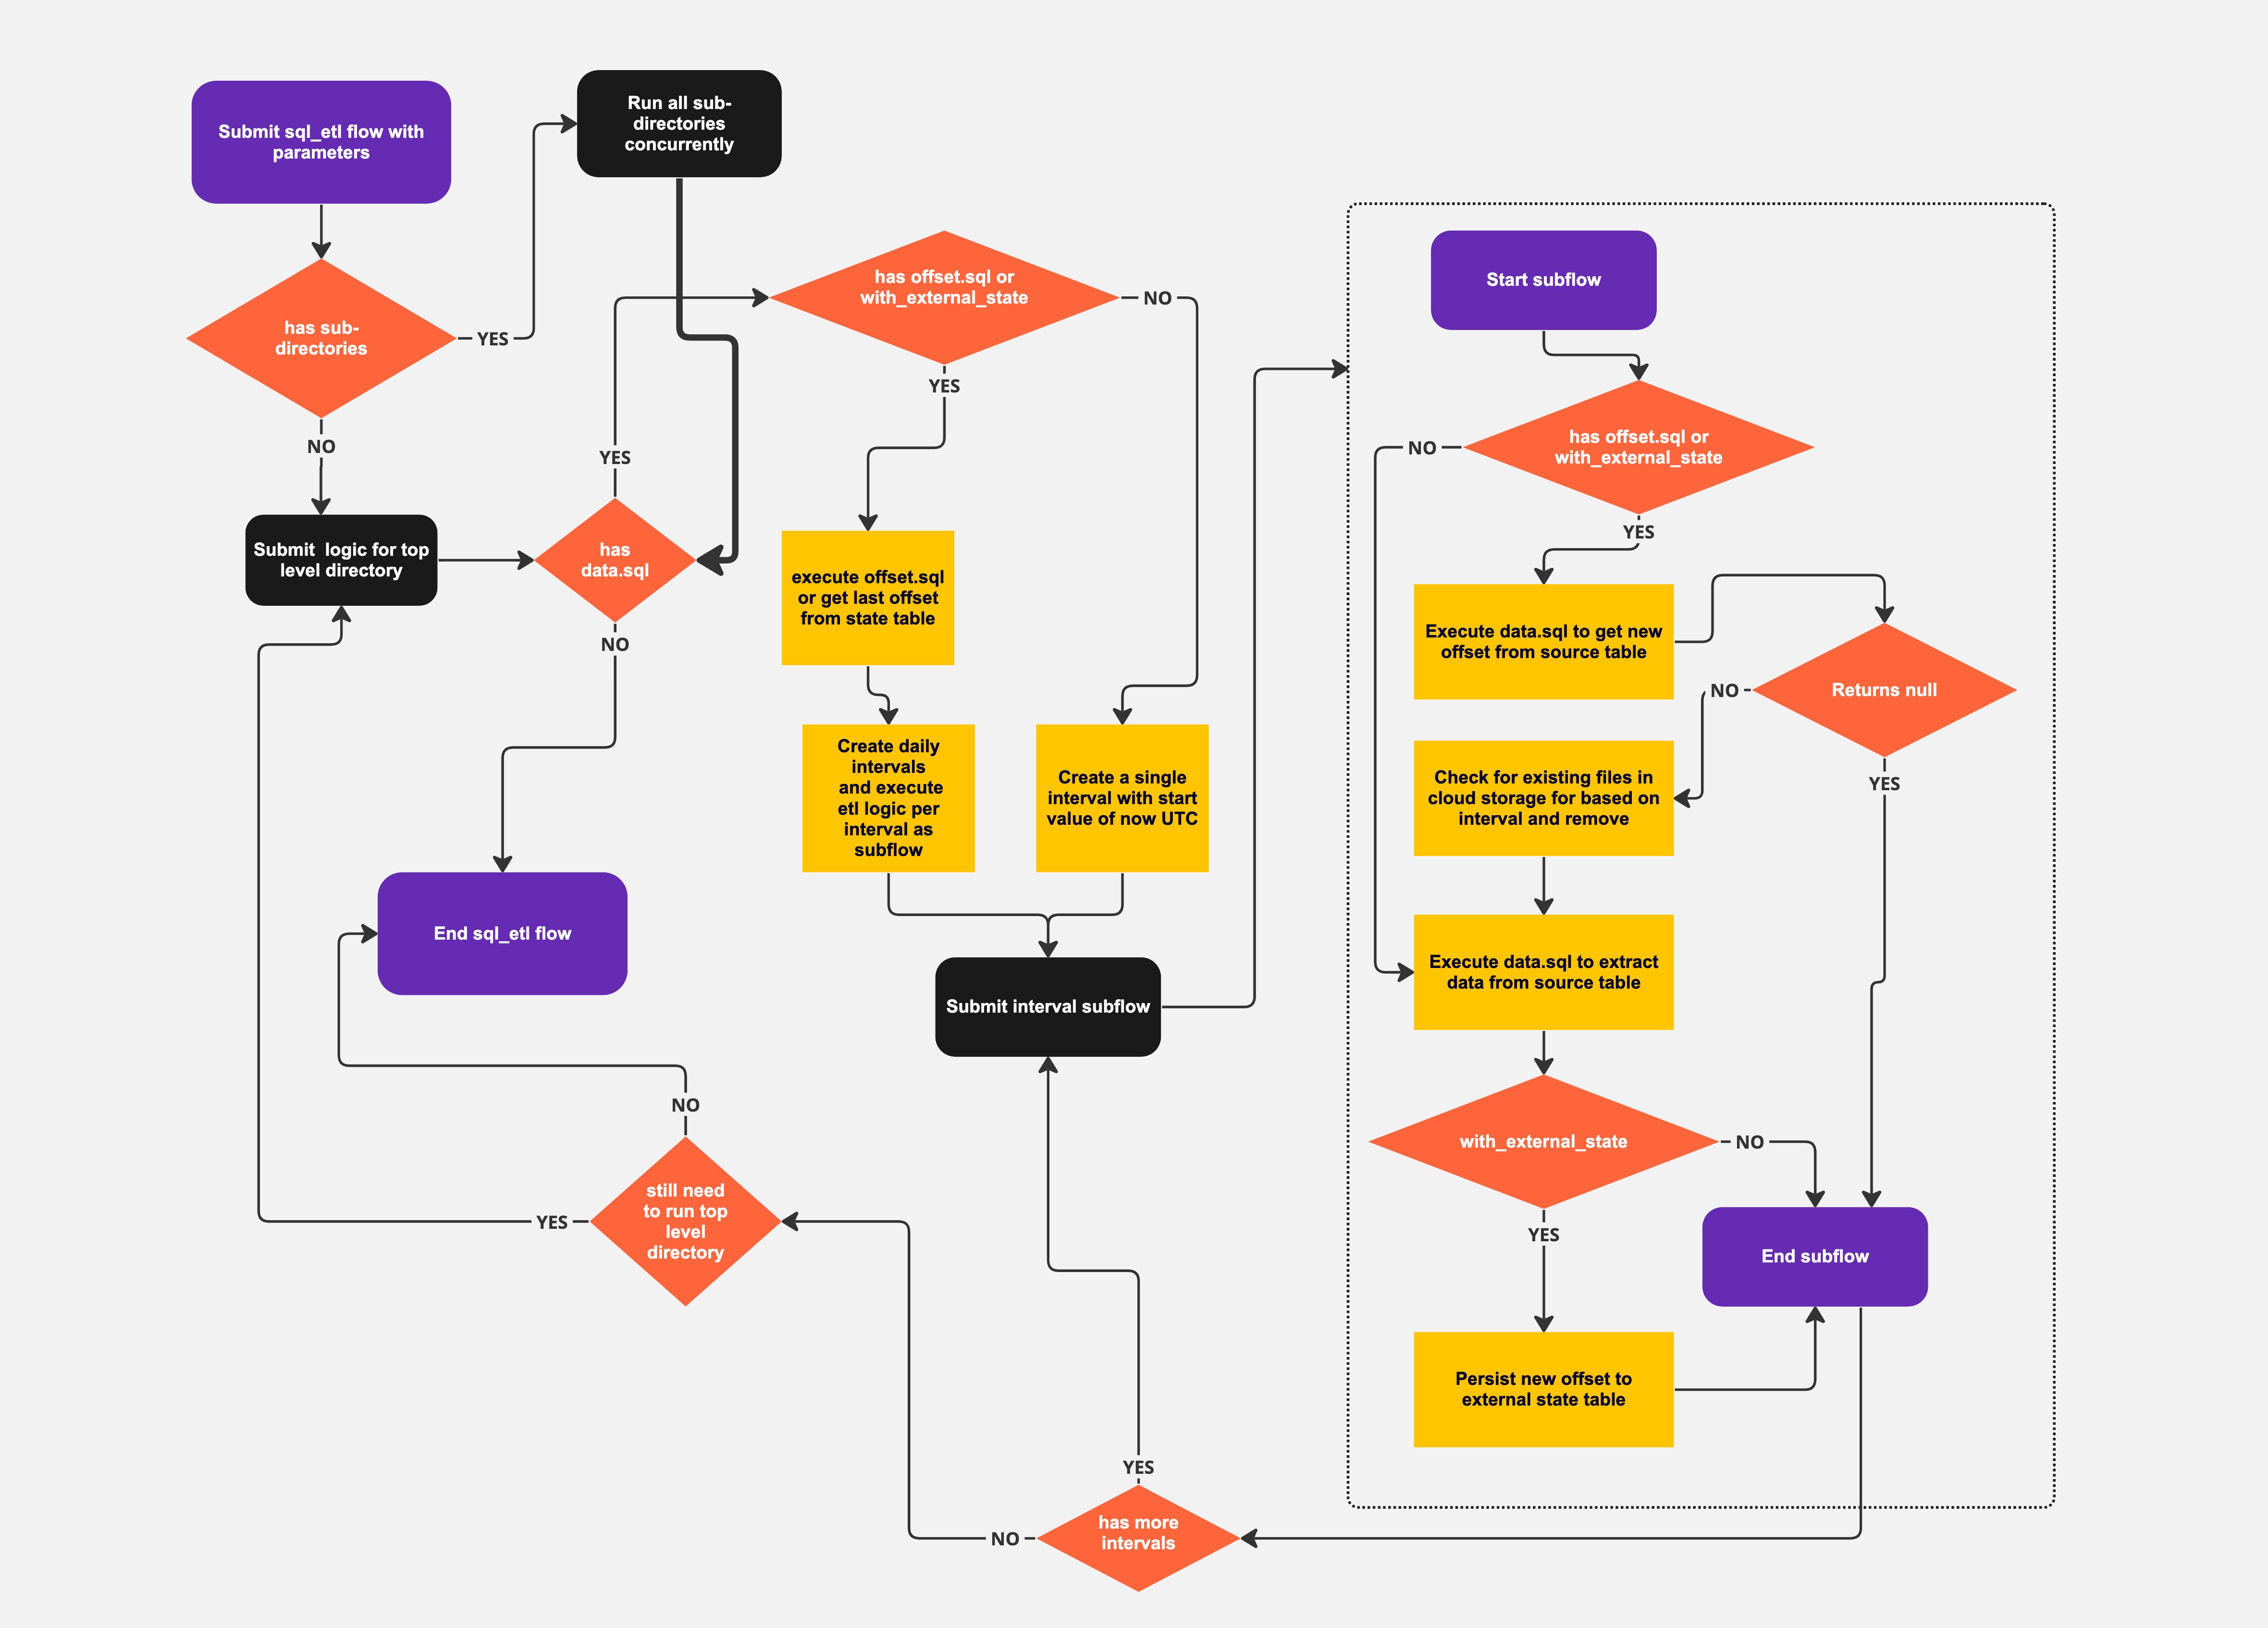 Submit sql_etl flow with
parameters
Run all sub-
directories
concurrently
has sub-
directories
YES
NO
Submit  logic for top
level directory
has
data.sql
YES
NO
has offset.sql or
with_external_state
NO
YES
execute offset.sql
or get last offset
from state table
Create daily
intervals
and execute
etl logic per
interval as
subflow
Create a single
interval with start
value of now UTC
End sql_etl flow
Submit interval subflow
NO
still need
to run top
level
directory
YES
YES
has more
intervals
NO
Start subflow
has offset.sql or
with_external_state
NO
YES
Execute data.sql to get new
offset from source table
Returns null
NO
YES
Check for existing files in
cloud storage for based on
interval and remove
Execute data.sql to extract
data from source table
with_external_state
NO
YES
End subflow
Persist new offset to
external state table